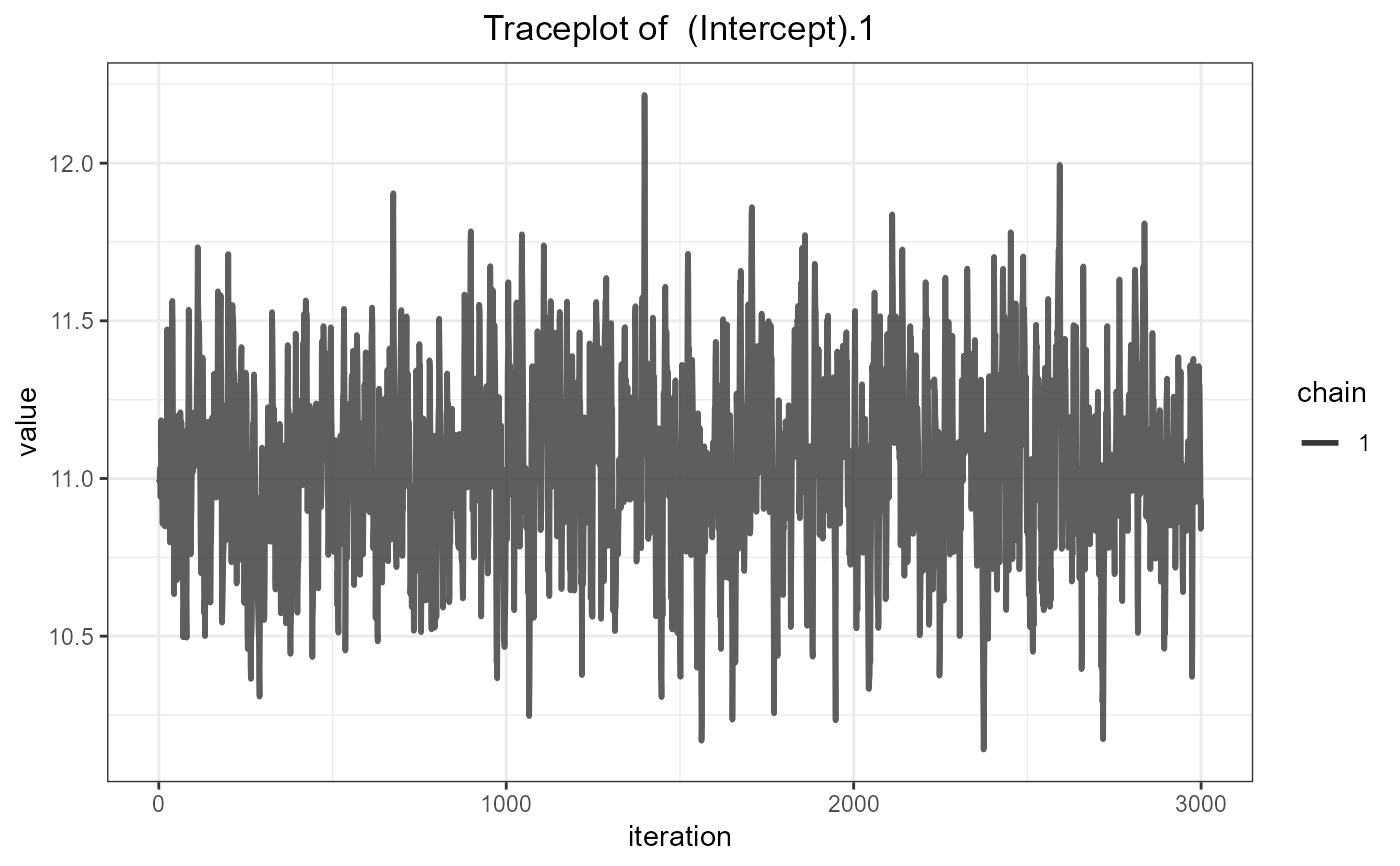 Traceplot of  (Intercept).1
12.0
11.5
11.0
10.5
value
0
1000
2000
3000
iteration
chain
1